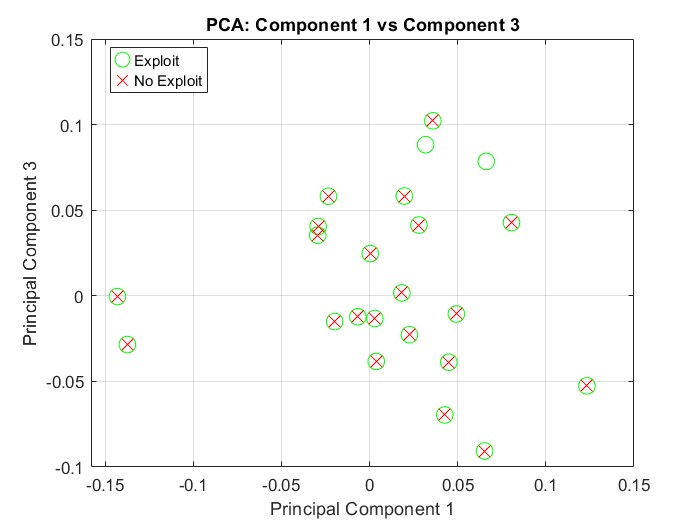 PCA: Component 1 vs Component 3
0.15
Exploit
No Exploit
0.1
0.05
0
-0.05
-0.1
Principal Component 3
-0.15
-0.1
-0.05
0
0.05
0.1
0.15
Principal Component 1